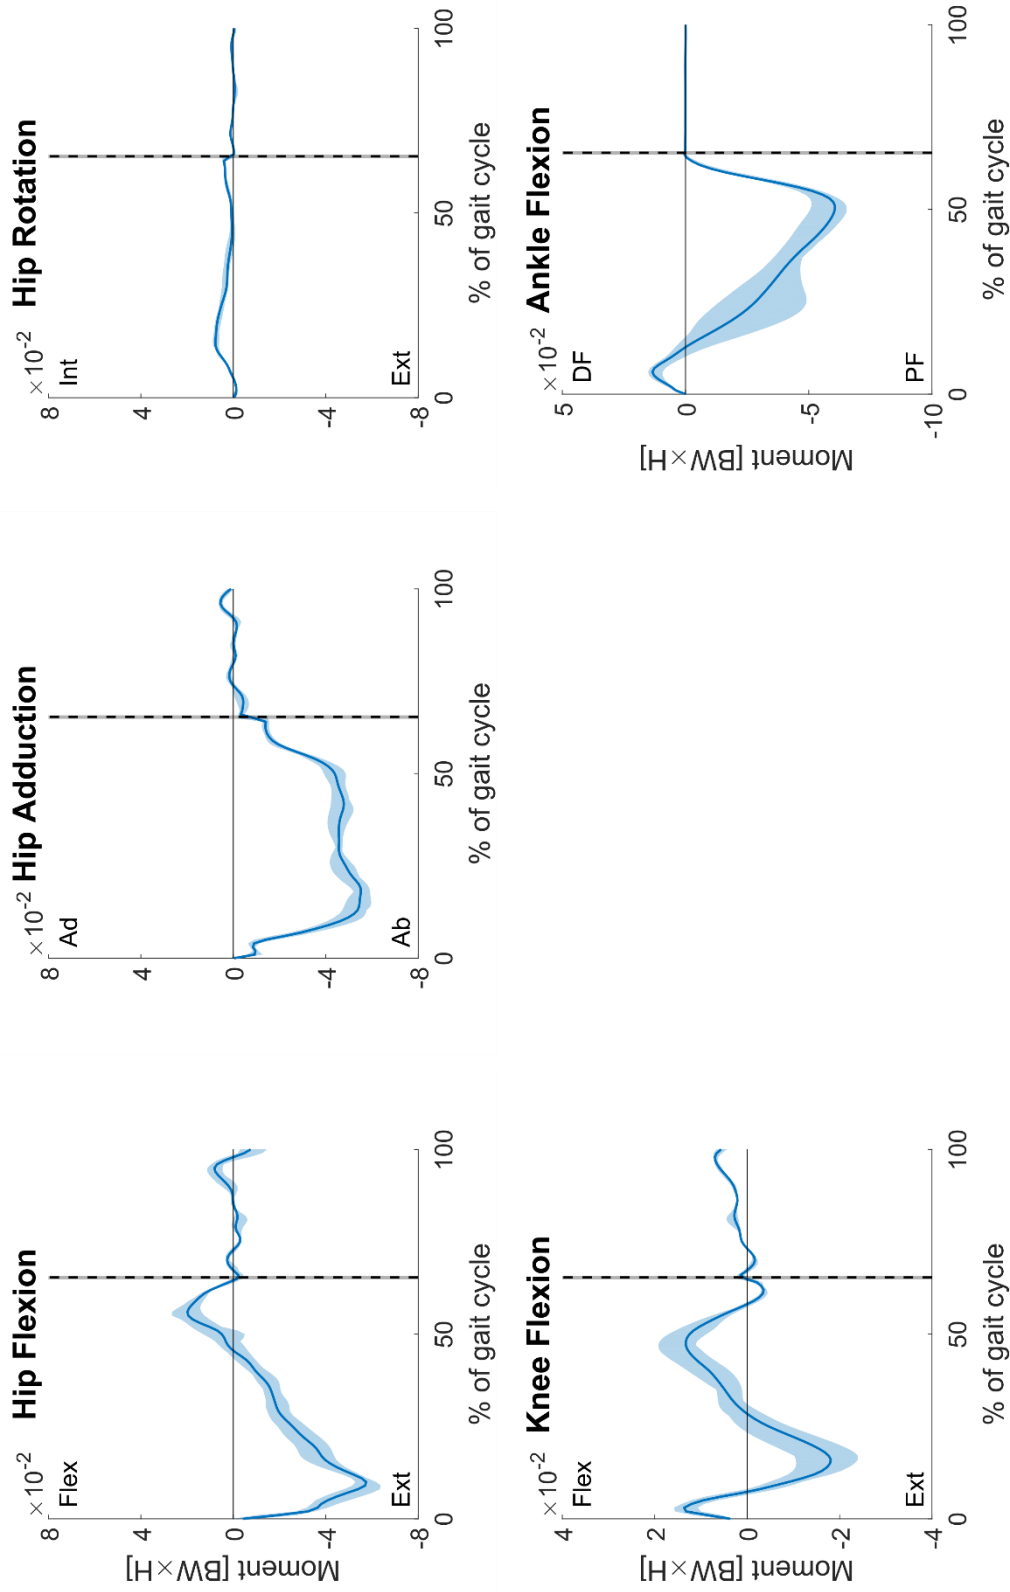 Hip Flexion
×10-2
Flex
8
4
0
-4
-8
Ext
Moment [BW×H]
0
50
100
% of gait cycle
Hip Adduction
×10-2
Ad
8
4
0
-4
-8
Ab
0
50
100
% of gait cycle
Hip Rotation
×10-2
Int
8
4
0
-4
-8
Ext
0
50
100
% of gait cycle
Knee Flexion
×10-2
Flex
4
2
0
-2
-4
Ext
Moment [BW×H]
0
50
100
% of gait cycle
Ankle Flexion
×10-2
DF
5
0
-5
-10
PF
Moment [BW×H]
0
50
100
% of gait cycle